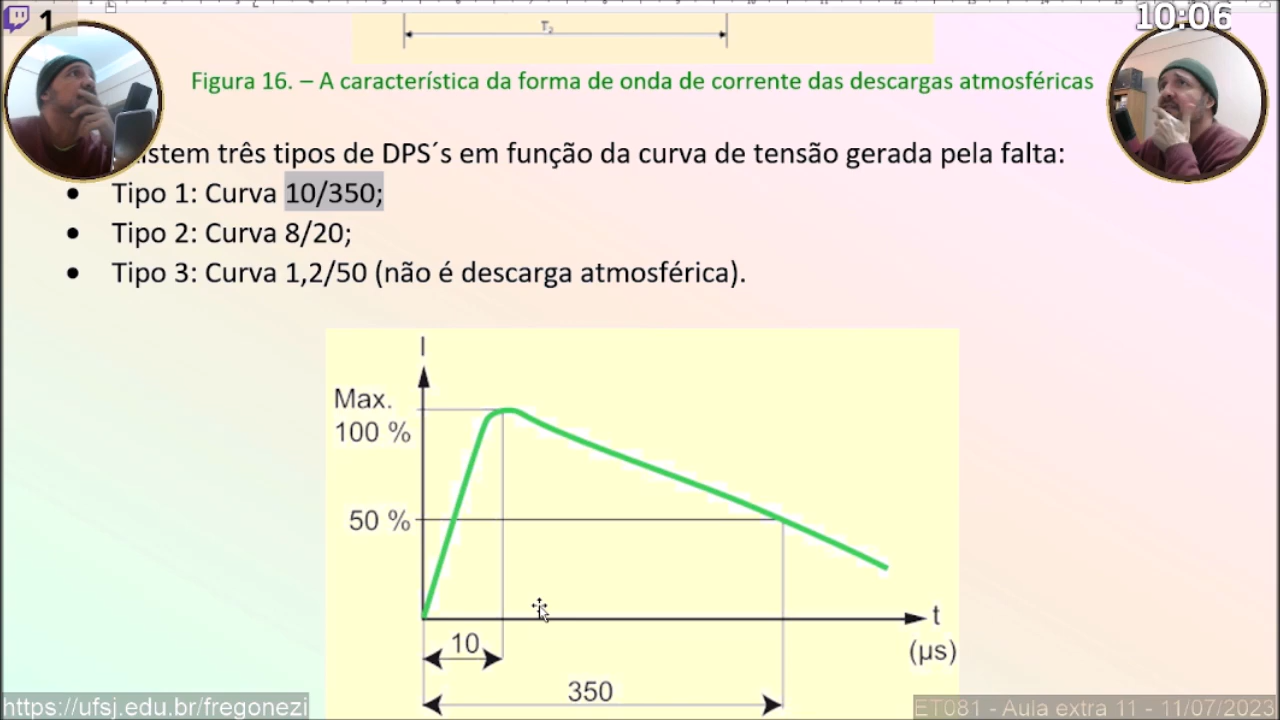 1
10:06
T2
Figura 16. – A característica da forma de onda de corrente das descargas atmosféricas
istem três tipos de DPS´s em função da curva de tensão gerada pela falta:
• Tipo 1: Curva 10/350;
• Tipo 2: Curva 8/20;
• Tipo 3: Curva 1,2/50 (não é descarga atmosférica).
I
Max.
100 %
50 %
t
(µs)
10
350
https://ufsj.edu.br/fregonezi
ET081 - Aula extra 11 - 11/07/2023